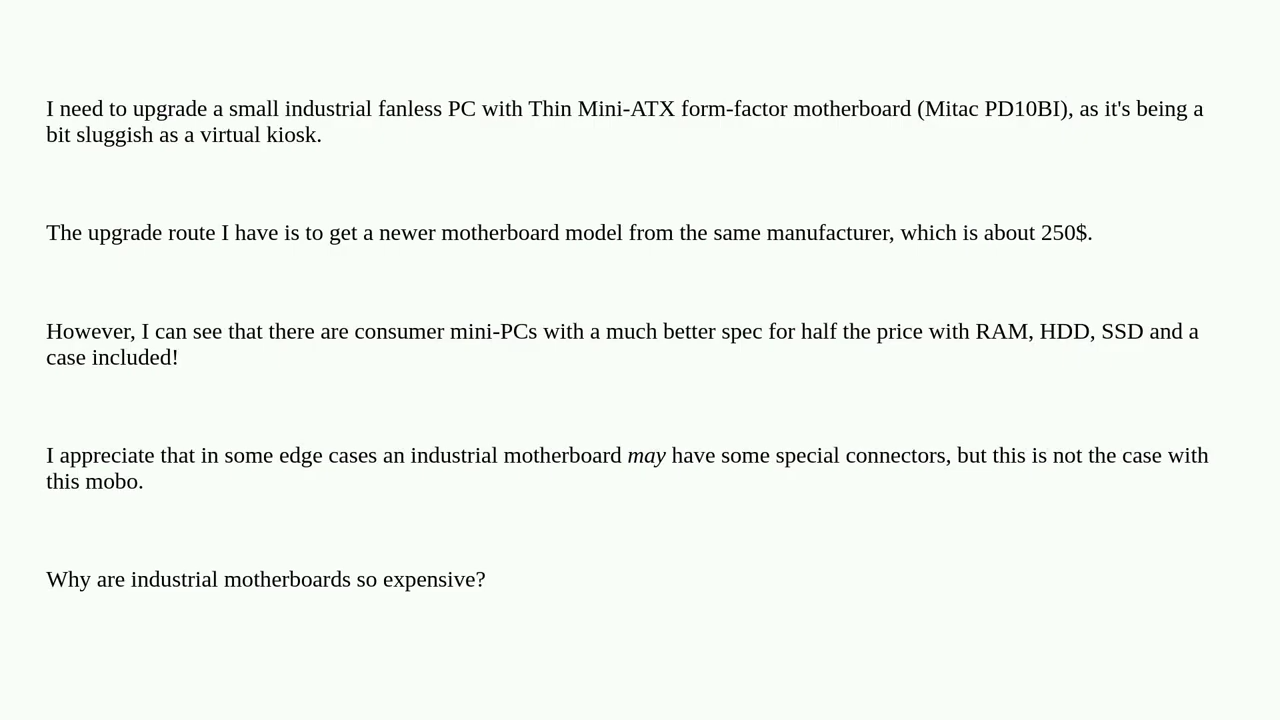 I need to upgrade a small industrial fanless PC with Thin Mini-ATX form-factor motherboard (Mitac PD10BI), as it's being a
bit sluggish as a virtual kiosk.
The upgrade route I have is to get a newer motherboard model from the same manufacturer, which is about 250$.
However, I can see that there are consumer mini-PCs with a much better spec for half the price with RAM, HDD, SSD and a
case included!
I appreciate that in some edge cases an industrial motherboard may have some special connectors, but this is not the case with
this mobo.
Why are industrial motherboards so expensive?